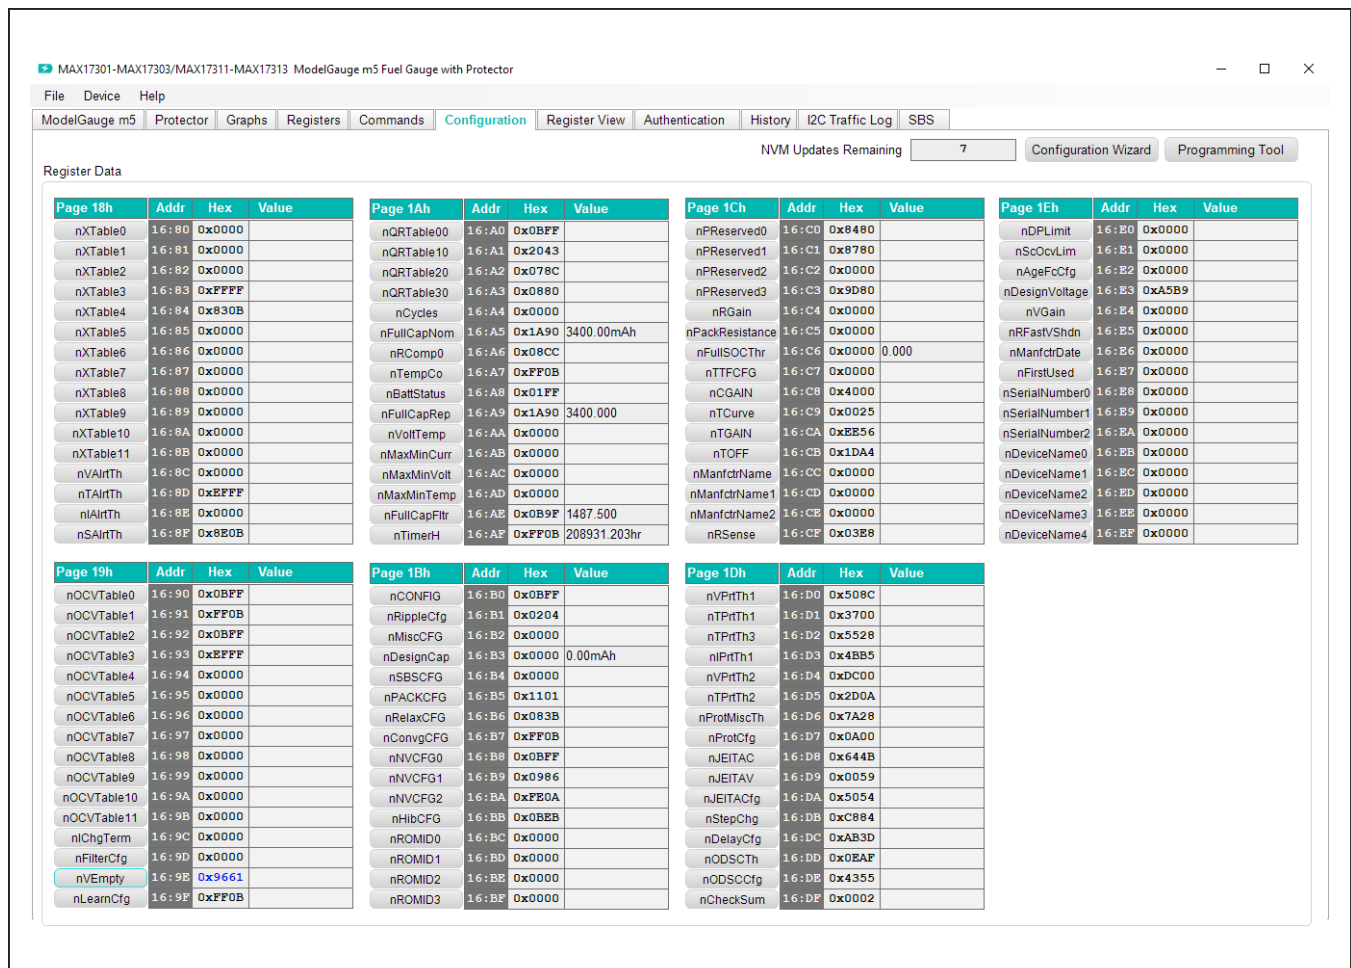 MAX17301-MAX17303/MAX17311-MAX17313 ModelGauge m5 Fuel Gauge with Protector
File Device Help
ModelGauge m5 Protector Graphs Registers Commands Configuration Register View Authentication History I2C Traffic Log SBS
NVM Updates Remaining 7 Configuration Wizard Programming Tool
Register Data
Page 18h Addr Hex Value
nXTable0 16:80 0x0000
nXTable1 16:81 0x0000
nXTable2 16:82 0x0000
nXTable3 16:83 0xFFFF
nXTable4 16:84 0x830B
nXTable5 16:85 0x0000
nXTable6 16:86 0x0000
nXTable7 16:87 0x0000
nXTable8 16:88 0x0000
nXTable9 16:89 0x0000
nXTable10 16:8A 0x0000
nXTable11 16:8B 0x0000
nVAlrtTh 16:8C 0x0000
nTAlrtTh 16:8D 0xEFFF
nIAlrtTh 16:8E 0x0000
nSAlrtTh 16:8F 0x8E0B
Page 1Ah Addr Hex Value
nQRTable00 16:A0 0x0BFF
nQRTable10 16:A1 0x2043
nQRTable20 16:A2 0x078C
nQRTable30 16:A3 0x0880
nCycles 16:A4 0x0000
nFullCapNom 16:A5 0x1A90 3400.00mAh
nRComp0 16:A6 0x08CC
nTempCo 16:A7 0xFF0B
nBattStatus 16:A8 0x01FF
nFullCapRep 16:A9 0x1A90 3400.000
nVoltTemp 16:AA 0x0000
nMaxMinCurr 16:AB 0x0000
nMaxMinVolt 16:AC 0x0000
nMaxMinTemp 16:AD 0x0000
nFullCapFltr 16:AE 0x0B9F 1487.500
nTimerH 16:AF 0xFF0B 208931.203hr
Page 1Ch Addr Hex Value
nPReserved0 16:C0 0x8480
nPReserved1 16:C1 0x8780
nPReserved2 16:C2 0x0000
nPReserved3 16:C3 0x9D80
nRGain 16:C4 0x0000
nPackResistance 16:C5 0x0000
nFullSOCThr 16:C6 0x0000 0.000
nTTFCFG 16:C7 0x0000
nCGAIN 16:C8 0x4000
nTCurve 16:C9 0x0025
nTGAIN 16:CA 0xEE56
nTOFF 16:CB 0x1DA4
nManfctrName 16:CC 0x0000
nManfctrName1 16:CD 0x0000
nManfctrName2 16:CE 0x0000
nRSense 16:CF 0x03E8
Page 1Eh Addr Hex Value
nDPLimit 16:E0 0x0000
nScOcvLim 16:E1 0x0000
nAgeFcCfg 16:E2 0x0000
nDesignVoltage 16:E3 0xA5B9
nVGain 16:E4 0x0000
nRFastVShdn 16:E5 0x0000
nManfctrDate 16:E6 0x0000
nFirstUsed 16:E7 0x0000
nSerialNumber0 16:E8 0x0000
nSerialNumber1 16:E9 0x0000
nSerialNumber2 16:EA 0x0000
nDeviceName0 16:EB 0x0000
nDeviceName1 16:EC 0x0000
nDeviceName2 16:ED 0x0000
nDeviceName3 16:EE 0x0000
nDeviceName4 16:EF 0x0000
Page 19h Addr Hex Value
nOCVTable0 16:90 0x0BFF
nOCVTable1 16:91 0xFF0B
nOCVTable2 16:92 0x0BFF
nOCVTable3 16:93 0xEFFF
nOCVTable4 16:94 0x0000
nOCVTable5 16:95 0x0000
nOCVTable6 16:96 0x0000
nOCVTable7 16:97 0x0000
nOCVTable8 16:98 0x0000
nOCVTable9 16:99 0x0000
nOCVTable10 16:9A 0x0000
nOCVTable11 16:9B 0x0000
nIChgTerm 16:9C 0x0000
nFilterCfg 16:9D 0x0000
nVEmpty 16:9E 0x9661
nLearnCfg 16:9F 0xFF0B
Page 1Bh Addr Hex Value
nCONFIG 16:B0 0x0BFF
nRippleCfg 16:B1 0x0204
nMiscCFG 16:B2 0x0000
nDesignCap 16:B3 0x0000 0.00mAh
nSBSCFG 16:B4 0x0000
nPACKCFG 16:B5 0x1101
nRelaxCFG 16:B6 0x083B
nConvgCFG 16:B7 0xFF0B
nNVCFG0 16:B8 0x0BFF
nNVCFG1 16:B9 0x0986
nNVCFG2 16:BA 0xFE0A
nHibCFG 16:BB 0x0BEB
nROMID0 16:BC 0x0000
nROMID1 16:BD 0x0000
nROMID2 16:BE 0x0000
nROMID3 16:BF 0x0000
Page 1Dh Addr Hex Value
nVPrtTh1 16:D0 0x508C
nTPrtTh1 16:D1 0x3700
nTPrtTh3 16:D2 0x5528
nIPrtTh1 16:D3 0x4BB5
nVPrtTh2 16:D4 0xDC00
nTPrtTh2 16:D5 0x2D0A
nProtMiscTh 16:D6 0x7A28
nProtCfg 16:D7 0x0A00
nJEITAC 16:D8 0x644B
nJEITAV 16:D9 0x0059
nJEITACfg 16:DA 0x5054
nStepChg 16:DB 0xC884
nDelayCfg 16:DC 0xAB3D
nODSCTh 16:DD 0x0EAF
nODSCCfg 16:DE 0x4355
nCheckSum 16:DF 0x0002